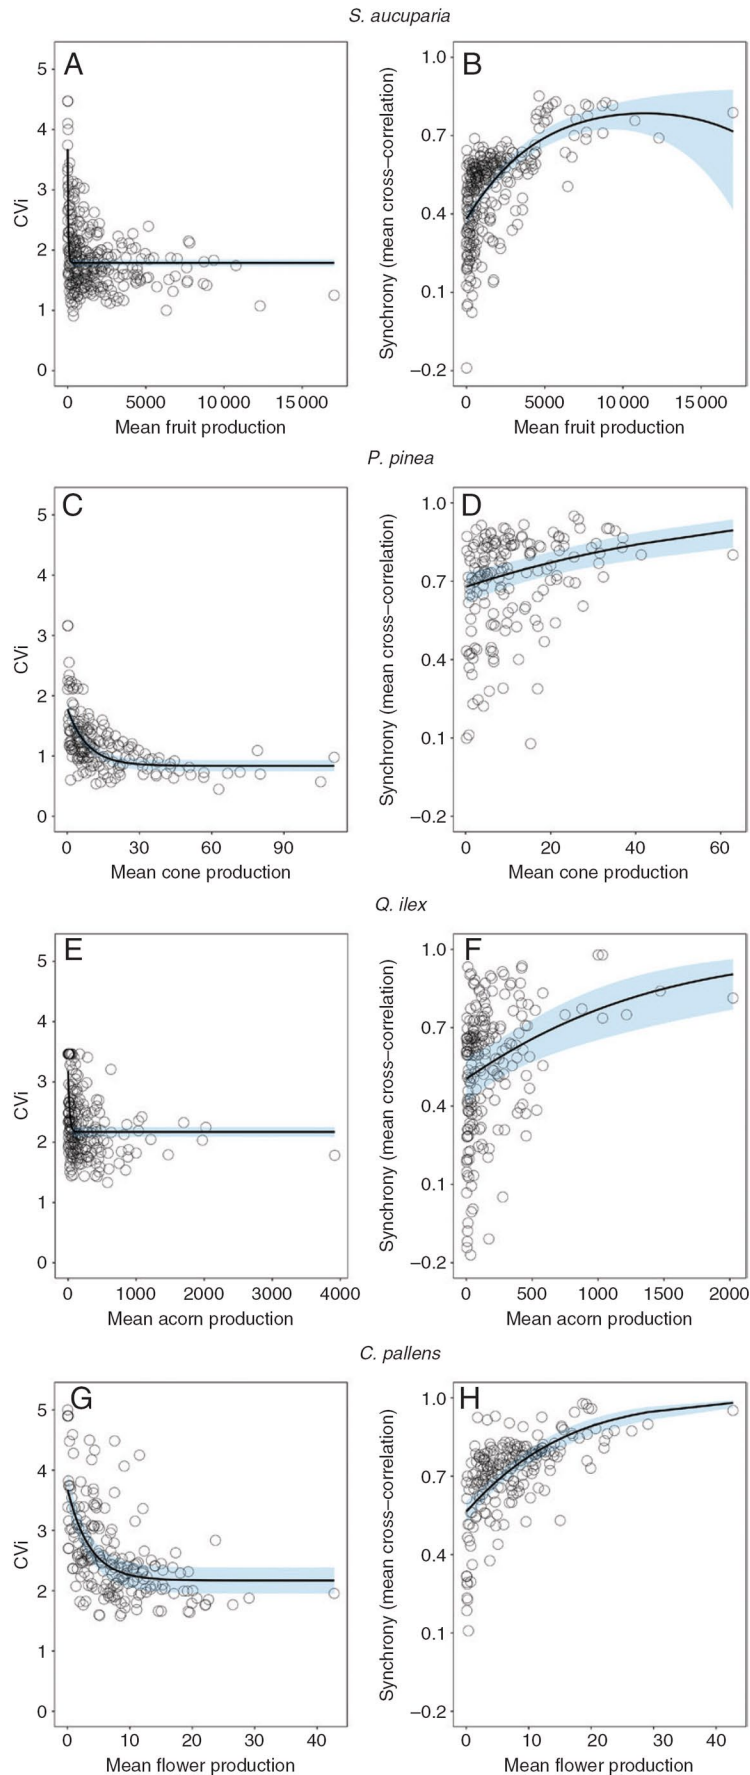 S. aucuparia
A
CVi
5
4
3
2
1
0
0 5000 10 000 15 000
Mean fruit production
B
Synchrony (mean cross–correlation)
1.0
0.7
0.4
0.1
–0.2
0 5000 10 000 15 000
Mean fruit production
P. pinea
C
CVi
5
4
3
2
1
0
0 30 60 90
Mean cone production
D
Synchrony (mean cross–correlation)
1.0
0.7
0.4
0.1
–0.2
0 20 40 60
Mean cone production
Q. ilex
E
CVi
5
4
3
2
1
0
0 1000 2000 3000 4000
Mean acorn production
F
Synchrony (mean cross–correlation)
1.0
0.7
0.4
0.1
–0.2
0 500 1000 1500 2000
Mean acorn production
C. pallens
G
CVi
5
4
3
2
1
0
0 10 20 30 40
Mean flower production
H
Synchrony (mean cross–correlation)
1.0
0.7
0.4
0.1
–0.2
0 10 20 30 40
Mean flower production